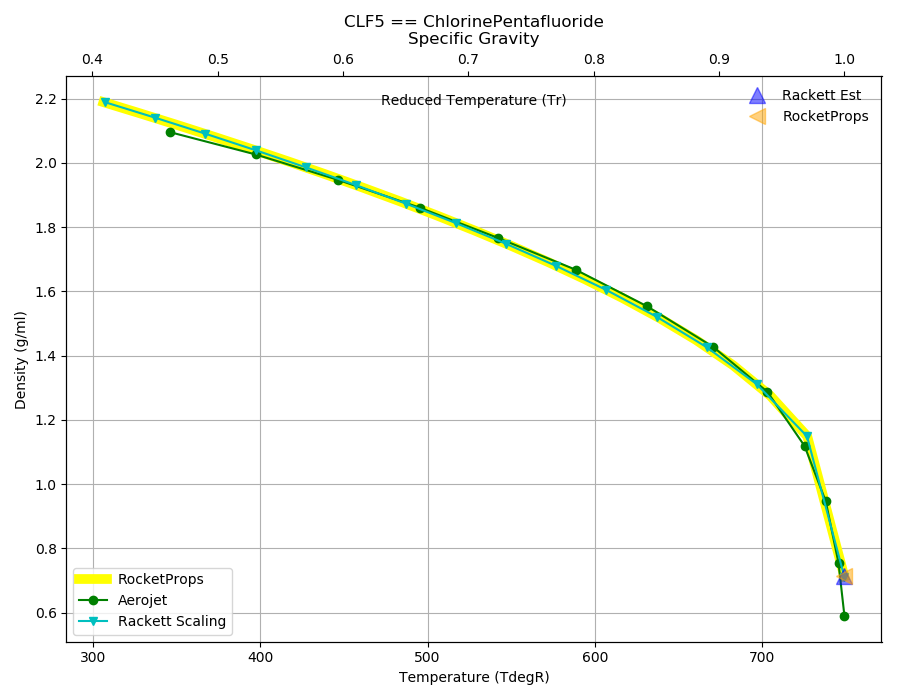 CLF5 == ChlorinePentafluoride
Specific Gravity
0.4 0.5 0.6 0.7 0.8 0.9 1.0
Reduced Temperature (Tr)
Rackett Est
RocketProps
2.2
2.0
1.8
1.6
1.4
1.2
1.0
0.8
0.6
Density (g/ml)
RocketProps
Aerojet
Rackett Scaling
300 400 500 600 700
Temperature (TdegR)